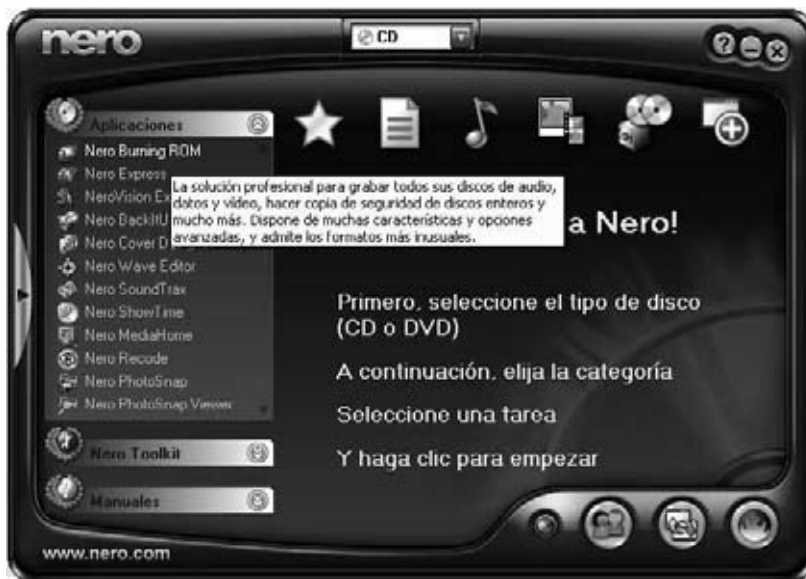 nero
CD
Aplicaciones
Nero Burning ROM
Nero Express
NeroVision Ex
La solución profesional para grabar todos sus discos de audio,
datos y vídeo, hacer copia de seguridad de discos enteros y
mucho más. Dispone de muchas características y opciones
avanzadas, y admite los formatos más inusuales.
Nero BackItU
Nero Cover D
a Nero!
Nero Wave Editor
Nero SoundTrax
Nero ShowTime
Nero MediaHome
Nero Recode
Nero PhotoSnap
Nero PhotoSnap Viewer
Primero, seleccione el tipo de disco
(CD o DVD)
A continuación, elija la categoría
Seleccione una tarea
Y haga clic para empezar
Nero Toolkit
Manuales
www.nero.com